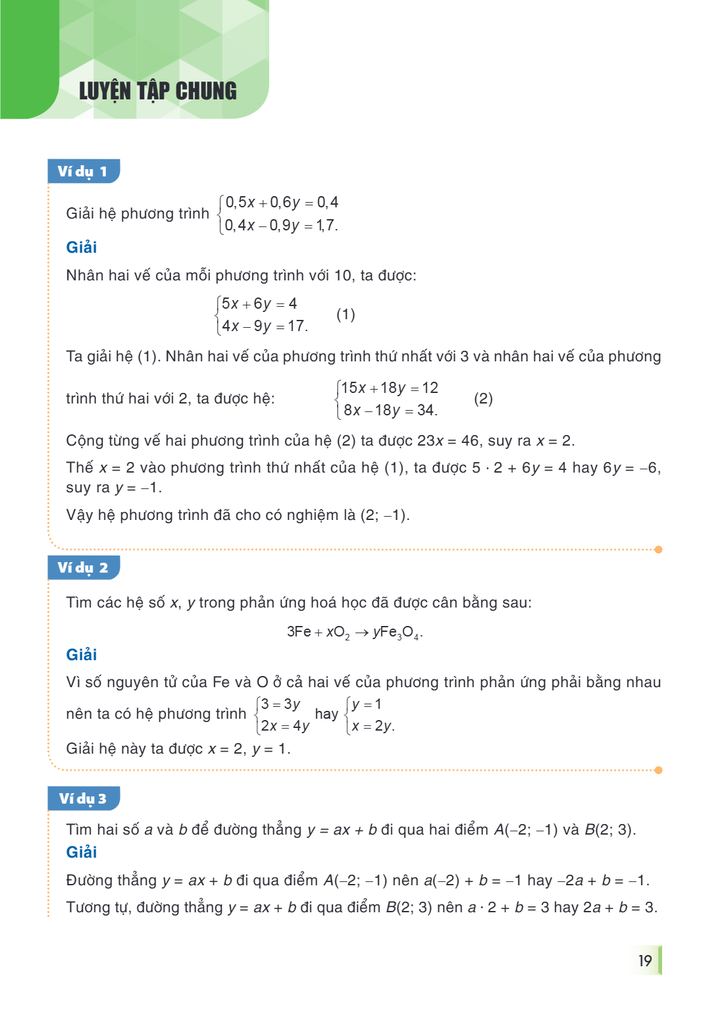 LUYỆN TẬP CHUNG
Ví dụ 1
Giải hệ phương trình {0,5x + 0,6y = 0,4
0,4x − 0,9y = 1,7.
Giải
Nhân hai vế của mỗi phương trình với 10, ta được:
{5x + 6y = 4
4x − 9y = 17. (1)
Ta giải hệ (1). Nhân hai vế của phương trình thứ nhất với 3 và nhân hai vế của phương
trình thứ hai với 2, ta được hệ: {15x + 18y = 12
8x − 18y = 34. (2)
Cộng từng vế hai phương trình của hệ (2) ta được 23x = 46, suy ra x = 2.
Thế x = 2 vào phương trình thứ nhất của hệ (1), ta được 5 · 2 + 6y = 4 hay 6y = −6,
suy ra y = −1.
Vậy hệ phương trình đã cho có nghiệm là (2; −1).
Ví dụ 2
Tìm các hệ số x, y trong phản ứng hoá học đã được cân bằng sau:
3Fe + xO₂ → yFe₃O₄.
Giải
Vì số nguyên tử của Fe và O ở cả hai vế của phương trình phản ứng phải bằng nhau
nên ta có hệ phương trình {3 = 3y
2x = 4y hay {y = 1
x = 2y.
Giải hệ này ta được x = 2, y = 1.
Ví dụ 3
Tìm hai số a và b để đường thẳng y = ax + b đi qua hai điểm A(−2; −1) và B(2; 3).
Giải
Đường thẳng y = ax + b đi qua điểm A(−2; −1) nên a(−2) + b = −1 hay −2a + b = −1.
Tương tự, đường thẳng y = ax + b đi qua điểm B(2; 3) nên a · 2 + b = 3 hay 2a + b = 3.
19